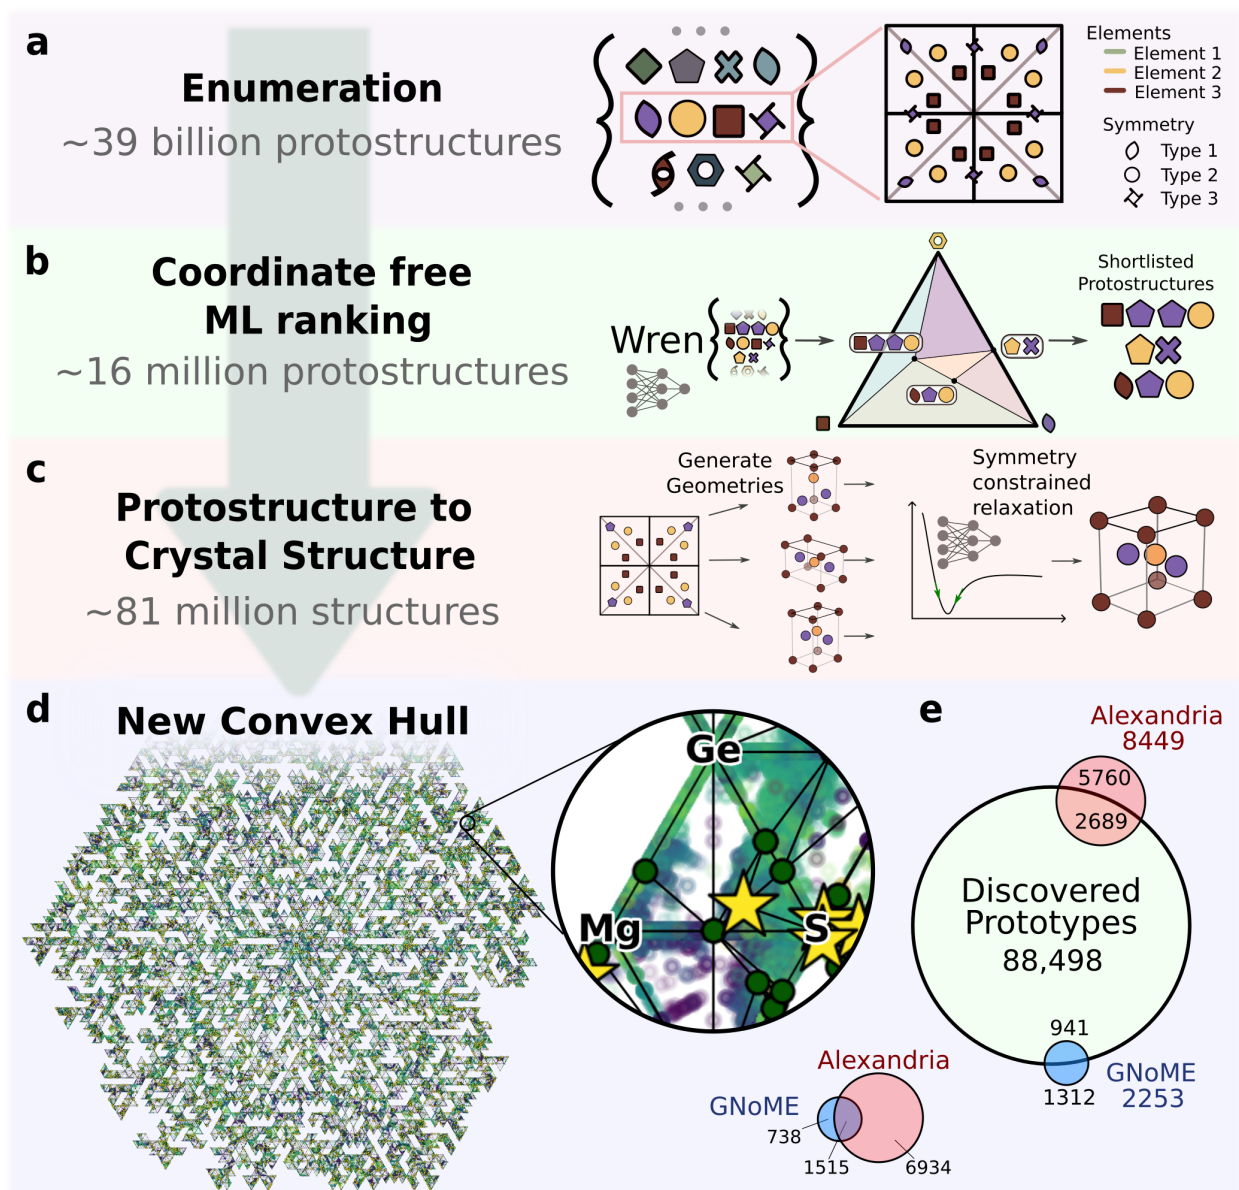 a
Enumeration
~39 billion protostructures
Elements
Element 1
Element 2
Element 3
Symmetry
Type 1
Type 2
Type 3
b
Coordinate free
ML ranking
~16 million protostructures
Wren
Shortlisted
Protostructures
c
Protostructure to
Crystal Structure
~81 million structures
Generate
Geometries
Symmetry
constrained
relaxation
d
New Convex Hull
Ge
Mg
S
e
Alexandria
8449
5760
2689
Discovered
Prototypes
88,498
941
1312
GNoME
2253
Alexandria
GNoME
738
1515
6934